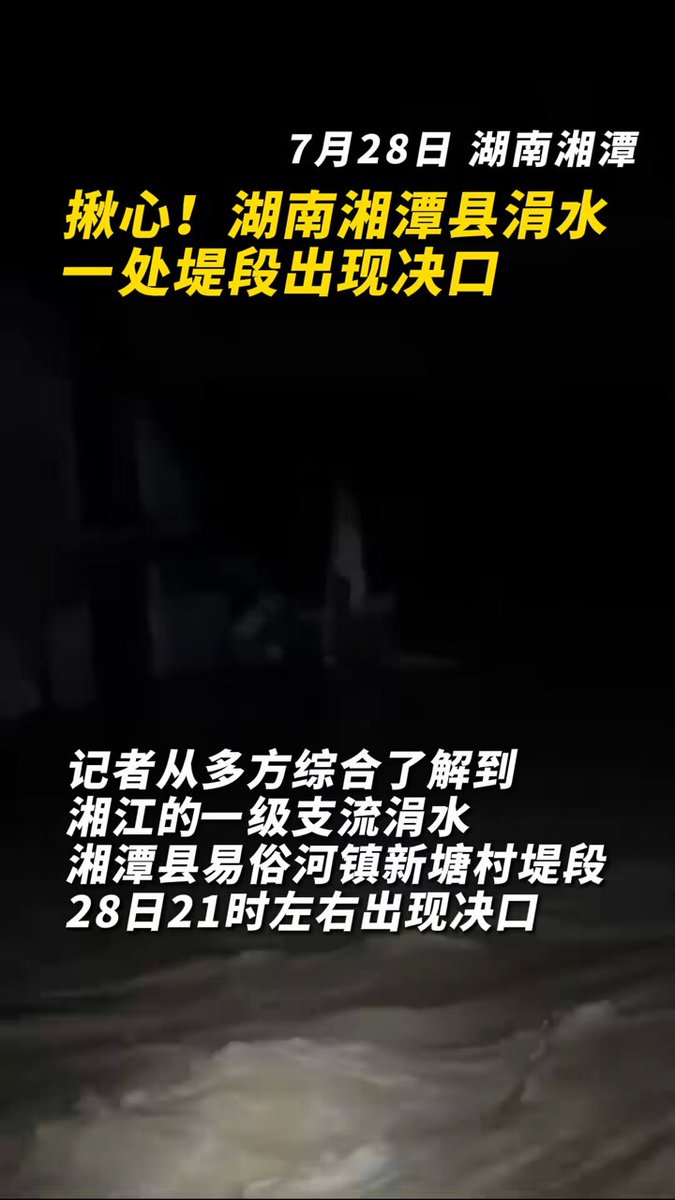 7月28日 湖南湘潭
揪心！湖南湘潭县涓水
一处堤段出现决口
记者从多方综合了解到
湘江的一级支流涓水
湘潭县易俗河镇新塘村堤段
28日21时左右出现决口